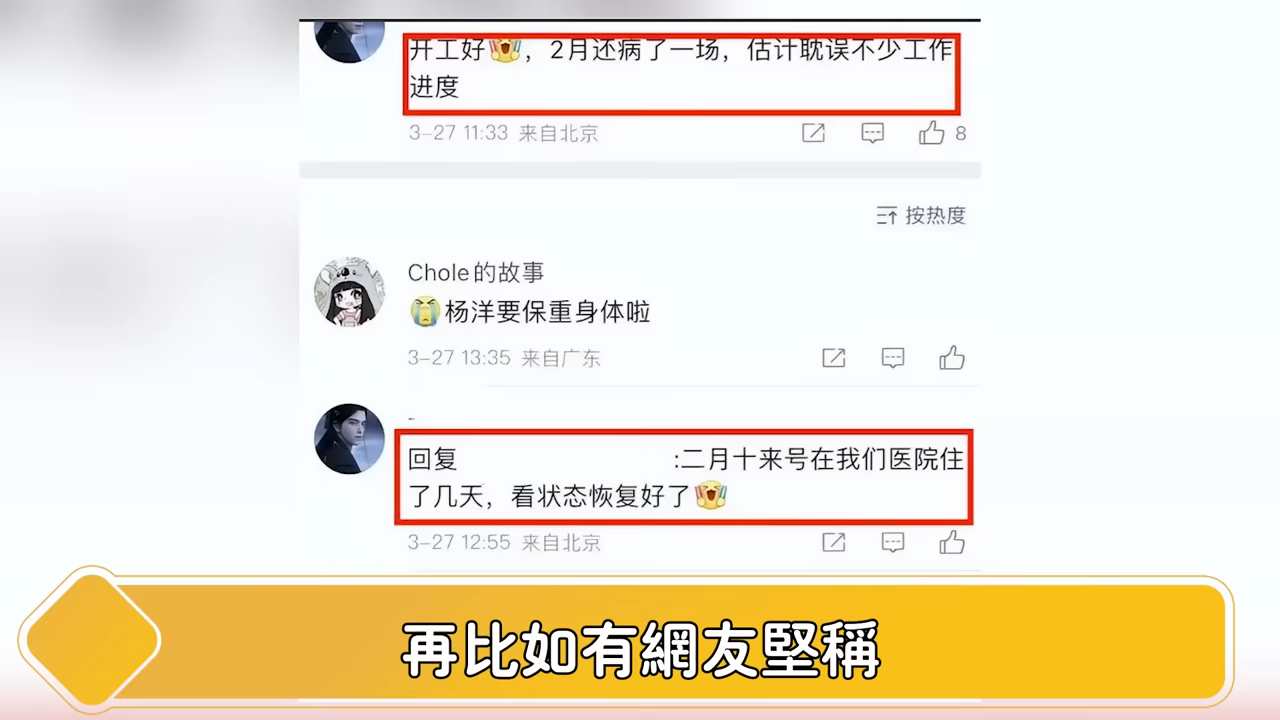 开工好，2月还病了一场，估计耽误不少工作
进度
3-27 11:33 来自北京
8
按热度
Chole的故事
杨洋要保重身体啦
3-27 13:35 来自广东
回复 :二月十来号在我们医院住
了几天，看状态恢复好了
3-27 12:55 来自北京
再比如有網友堅稱